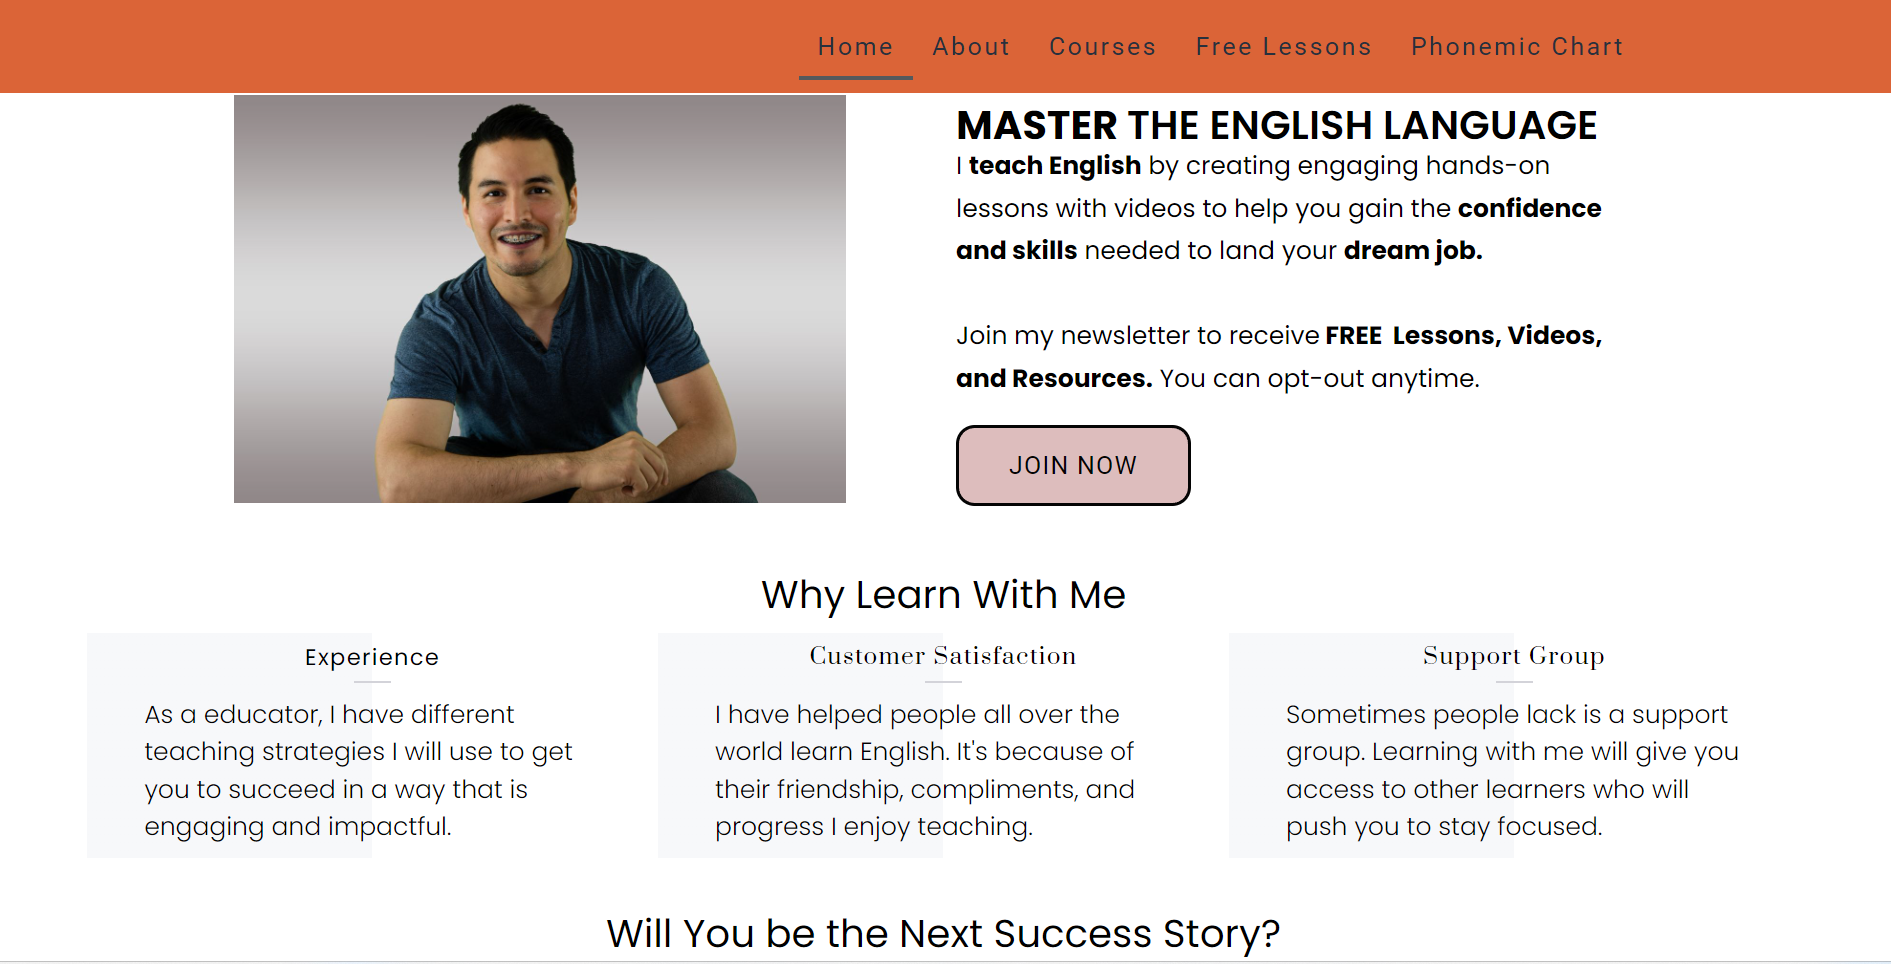 Home About Courses Free Lessons Phonemic Chart
MASTER THE ENGLISH LANGUAGE
I teach English by creating engaging hands-on
lessons with videos to help you gain the confidence
and skills needed to land your dream job.
Join my newsletter to receive FREE Lessons, Videos,
and Resources. You can opt-out anytime.
JOIN NOW
Why Learn With Me
Experience
As a educator, I have different
teaching strategies I will use to get
you to succeed in a way that is
engaging and impactful.
Customer Satisfaction
I have helped people all over the
world learn English. It's because of
their friendship, compliments, and
progress I enjoy teaching.
Support Group
Sometimes people lack is a support
group. Learning with me will give you
access to other learners who will
push you to stay focused.
Will You be the Next Success Story?